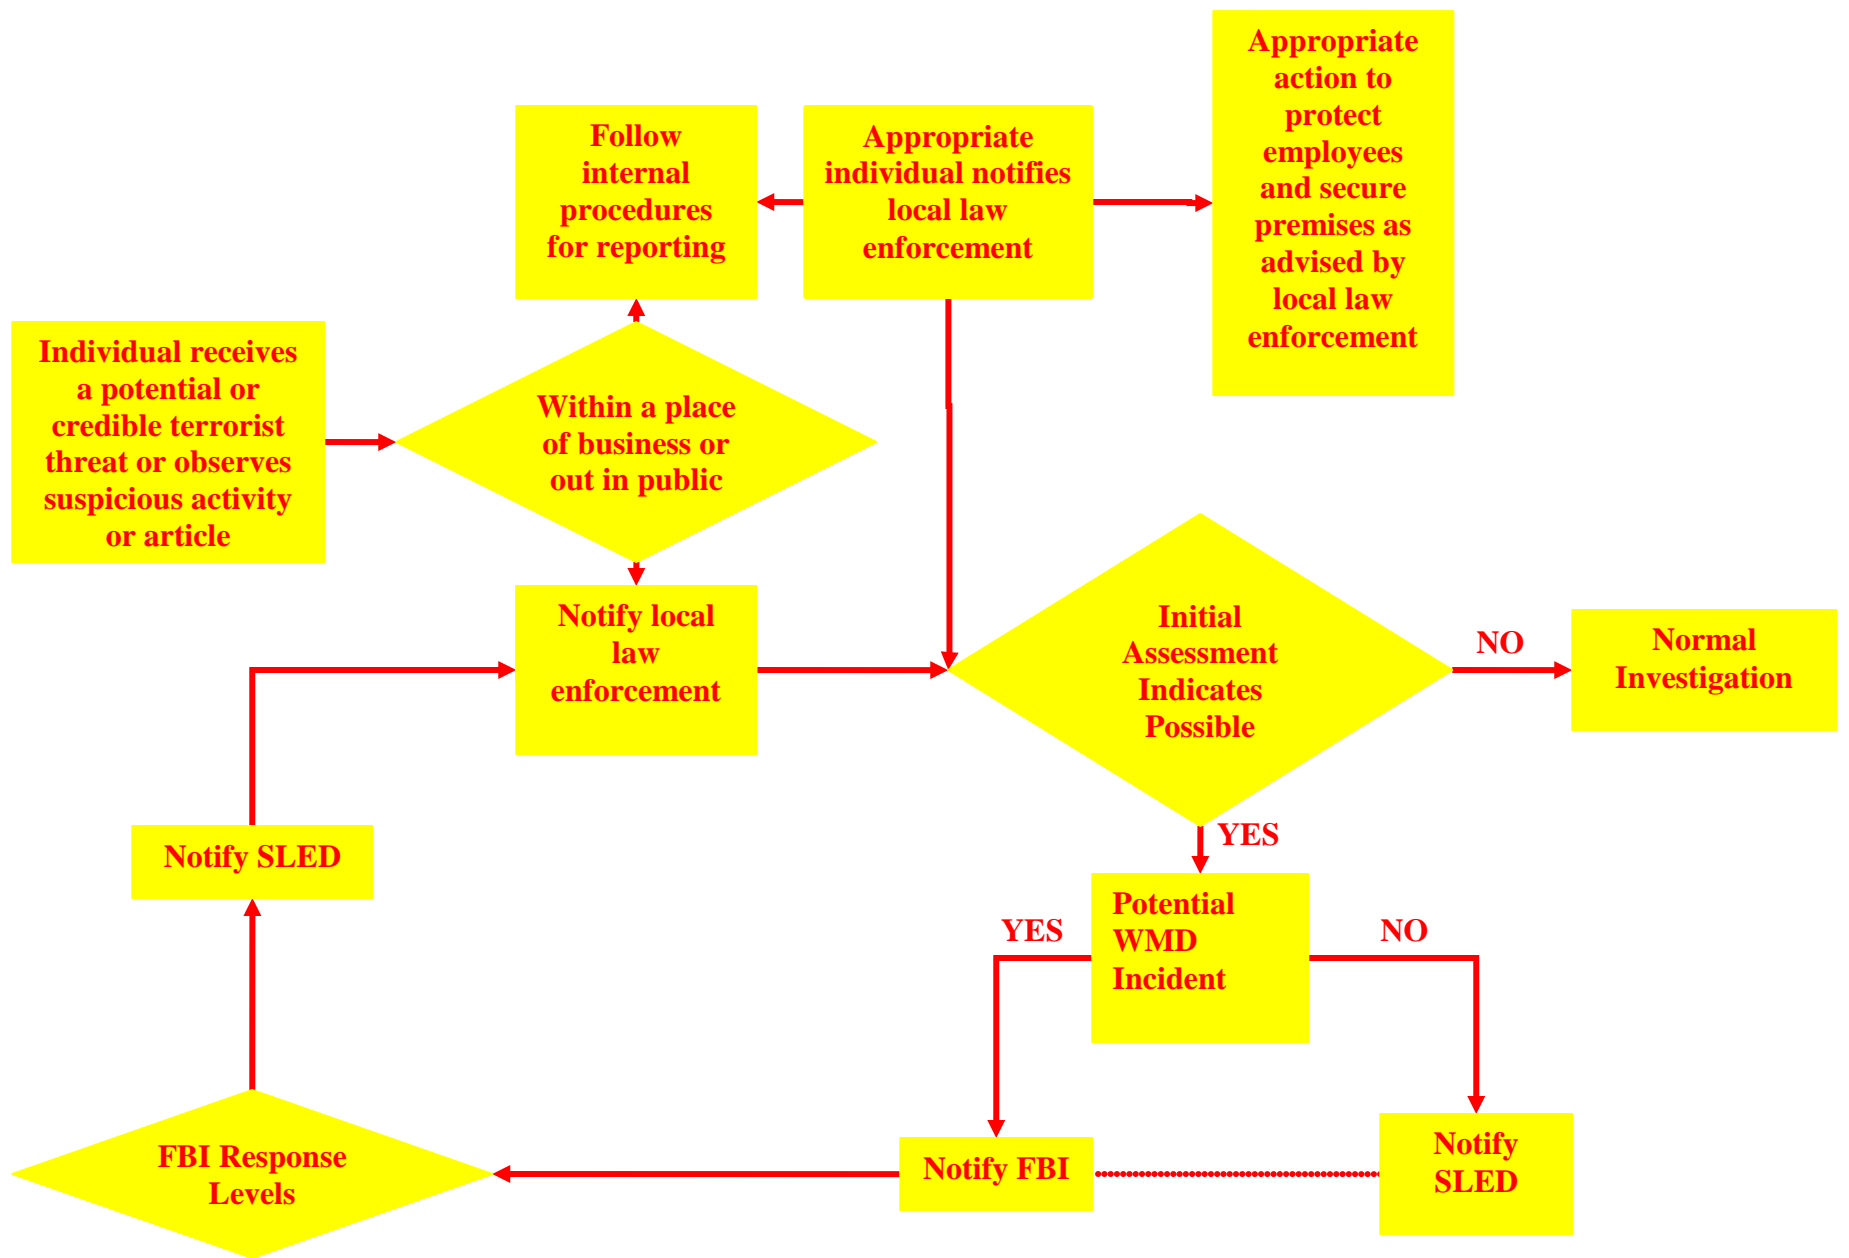 Appropriate
action to
protect
employees
and secure
premises as
advised by
local law
enforcement
Follow
internal
procedures
for reporting
Appropriate
individual notifies
local law
enforcement
Individual receives
a potential or
credible terrorist
threat or observes
suspicious activity
or article
Within a place
of business or
out in public
Notify local
law
enforcement
Initial
Assessment
Indicates
Possible
NO
Normal
Investigation
YES
Notify SLED
Potential
WMD
Incident
YES
NO
FBI Response
Levels
Notify FBI
Notify
SLED